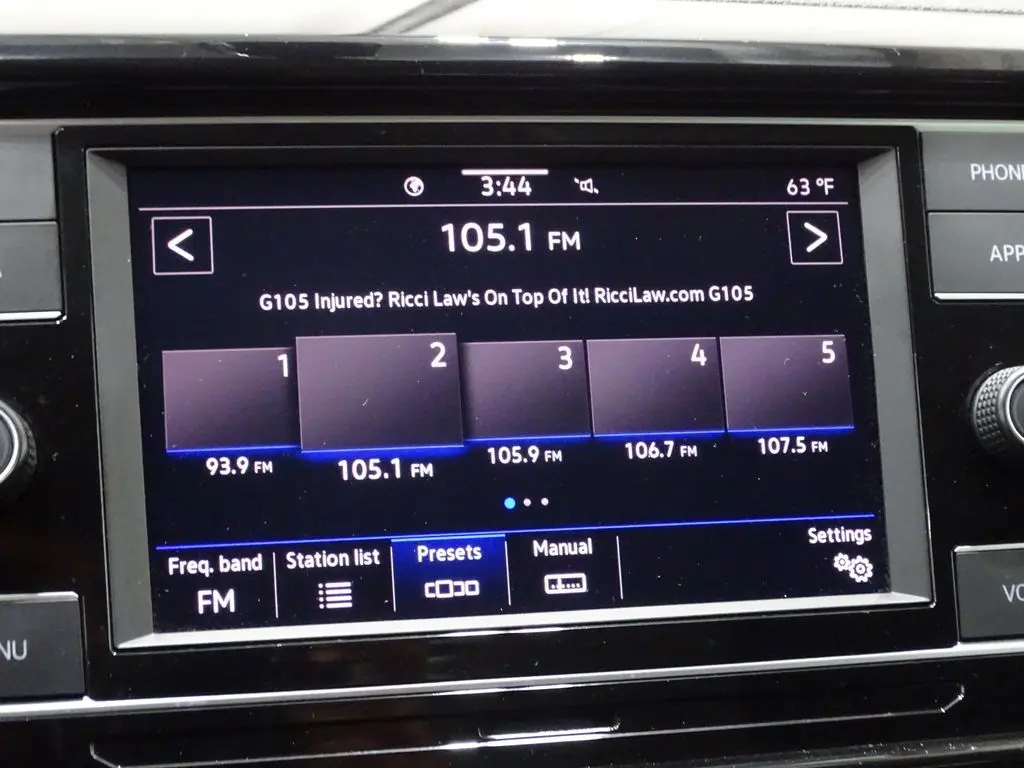 3:44
63 °F
PHON
105.1 FM
APP
G105 Injured? Ricci Law's On Top Of It! RicciLaw.com G105
1 2 3 4 5
93.9 FM 105.1 FM 105.9 FM 106.7 FM 107.5 FM
Freq. band Station list Presets Manual Settings
FM
VO
NU